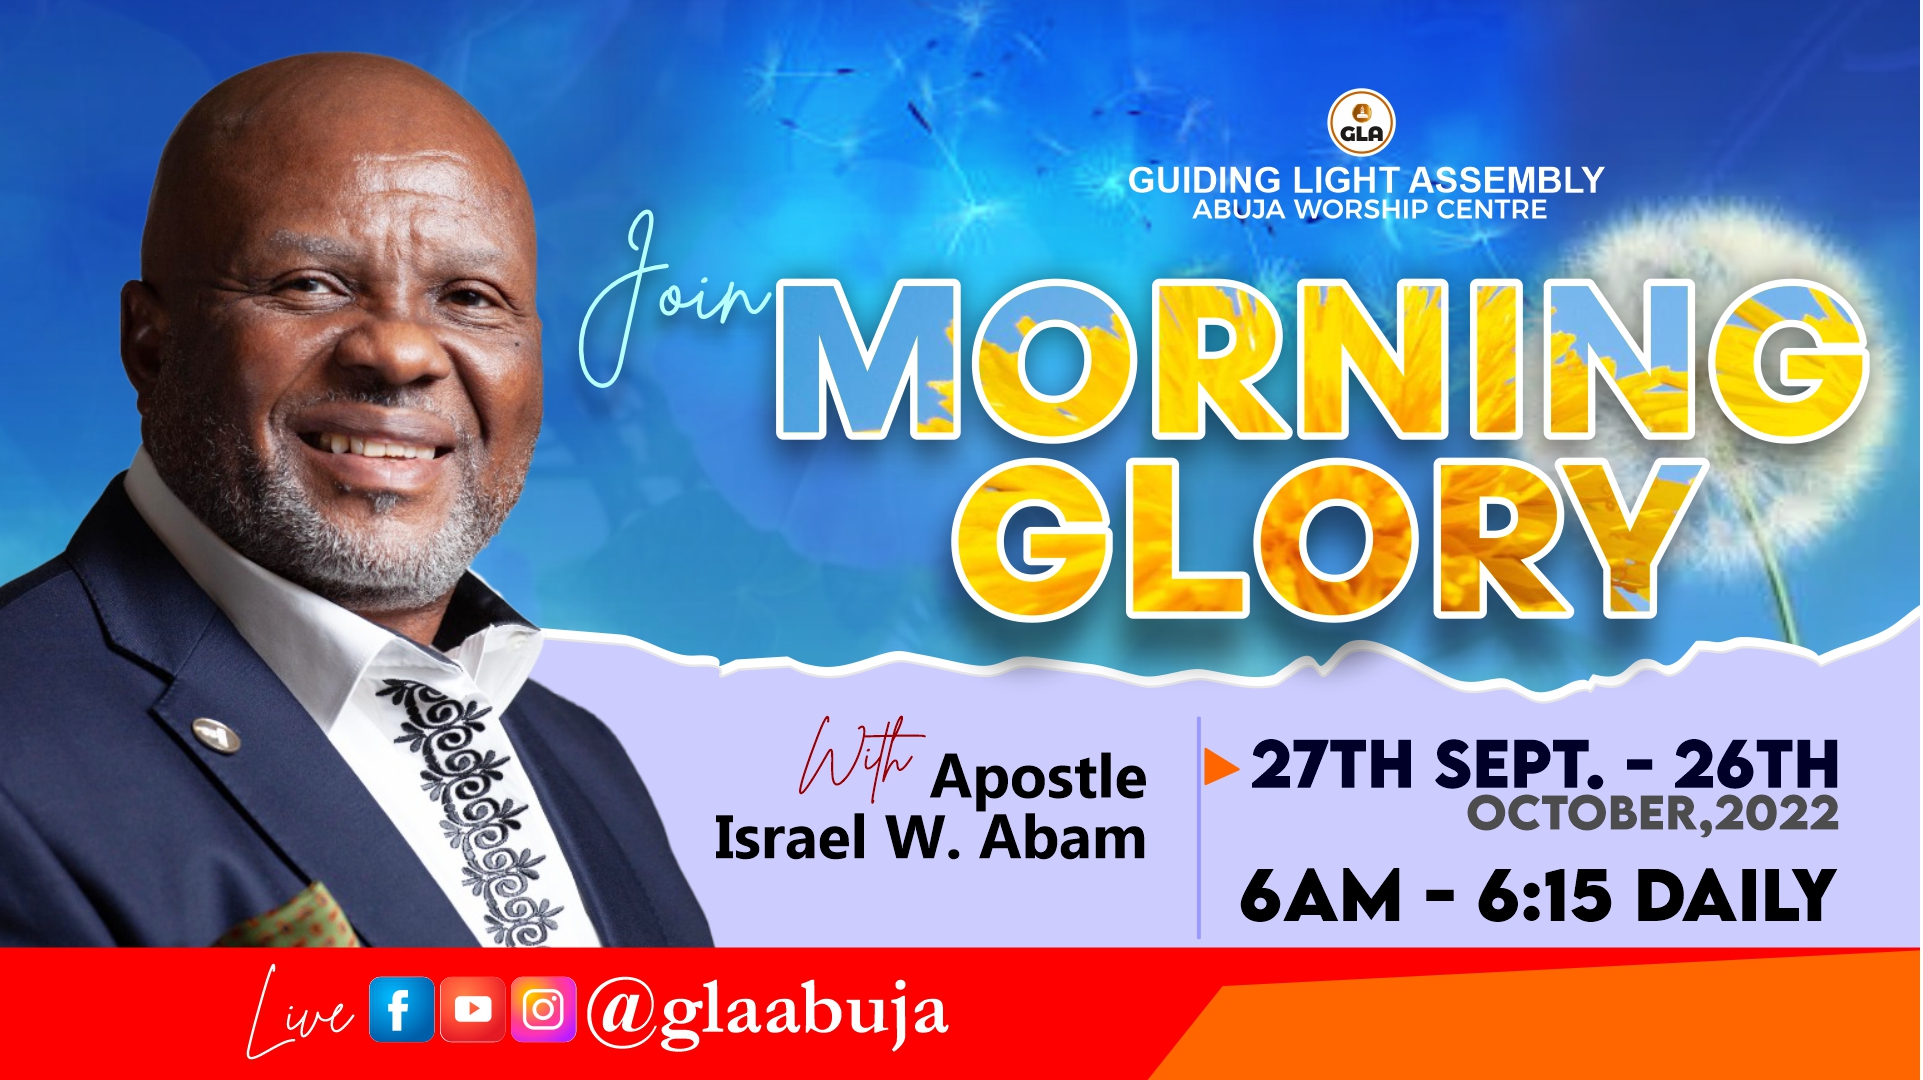 GLA
GUIDING LIGHT ASSEMBLY
ABUJA WORSHIP CENTRE
Join MORNING
GLORY
With Apostle
Israel W. Abam
27TH SEPT. - 26TH
OCTOBER,2022
6AM - 6:15 DAILY
Live @glaabuja